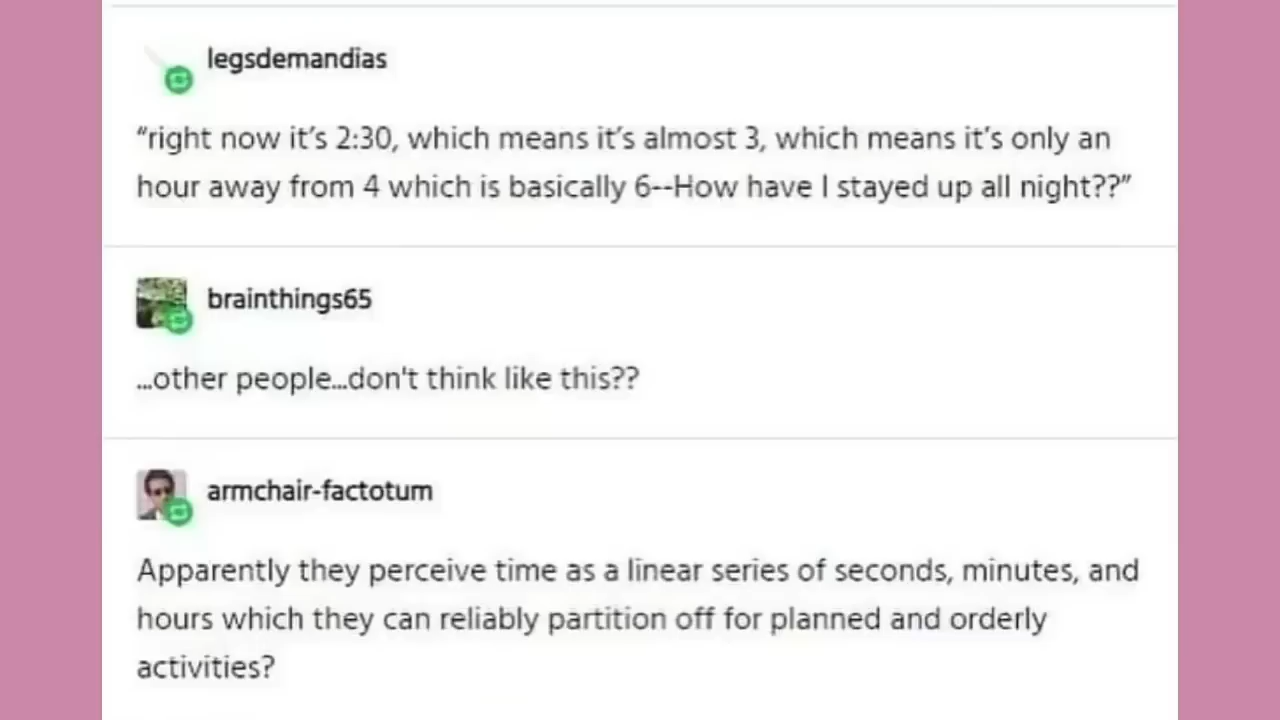 legsdemandias
“right now it’s 2:30, which means it’s almost 3, which means it’s only an
hour away from 4 which is basically 6--How have I stayed up all night??”
brainthings65
...other people...don't think like this??
armchair-factotum
Apparently they perceive time as a linear series of seconds, minutes, and
hours which they can reliably partition off for planned and orderly
activities?